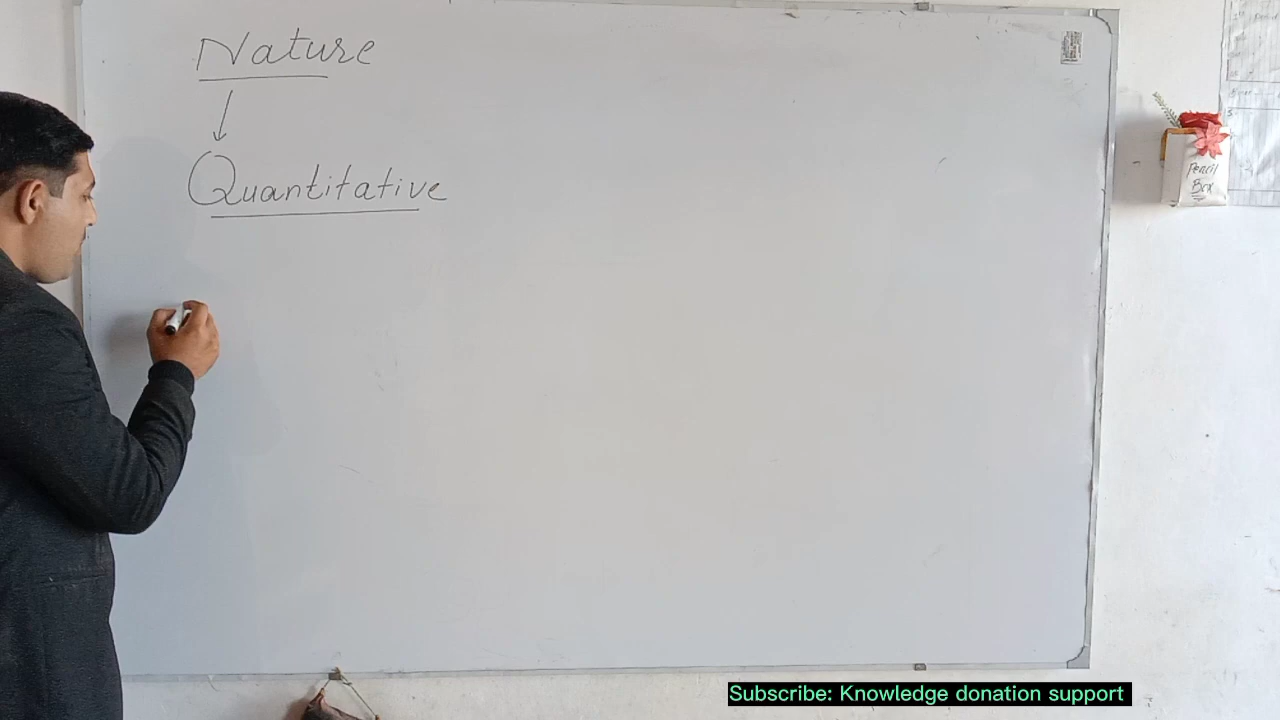 Nature
Quantitative
Pencil
Box
Subscribe: Knowledge donation support